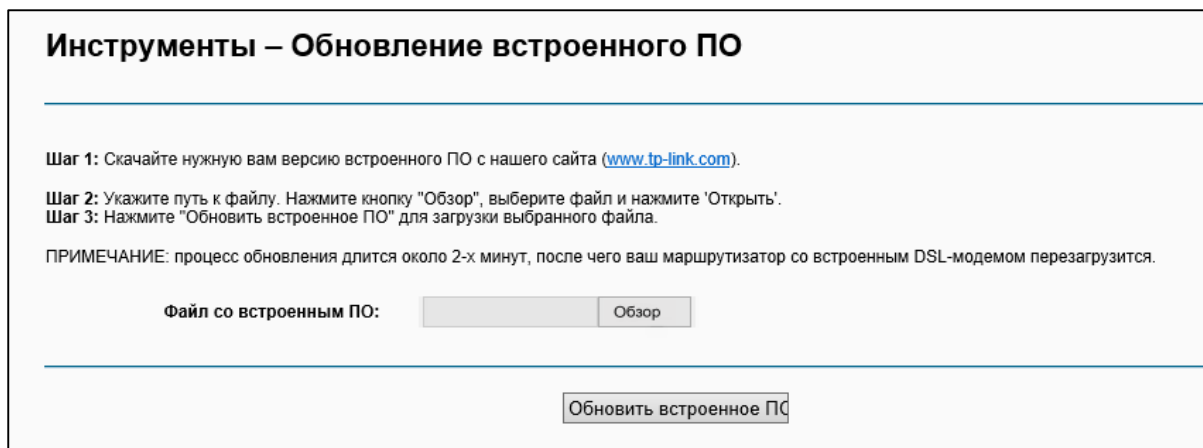 Инструменты – Обновление встроенного ПО
Шаг 1: Скачайте нужную вам версию встроенного ПО с нашего сайта (www.tp-link.com).
Шаг 2: Укажите путь к файлу. Нажмите кнопку "Обзор", выберите файл и нажмите 'Открыть'.
Шаг 3: Нажмите "Обновить встроенное ПО" для загрузки выбранного файла.
ПРИМЕЧАНИЕ: процесс обновления длится около 2-х минут, после чего ваш маршрутизатор со встроенным DSL-модемом перезагрузится.
Файл со встроенным ПО: Обзор
Обновить встроенное ПО